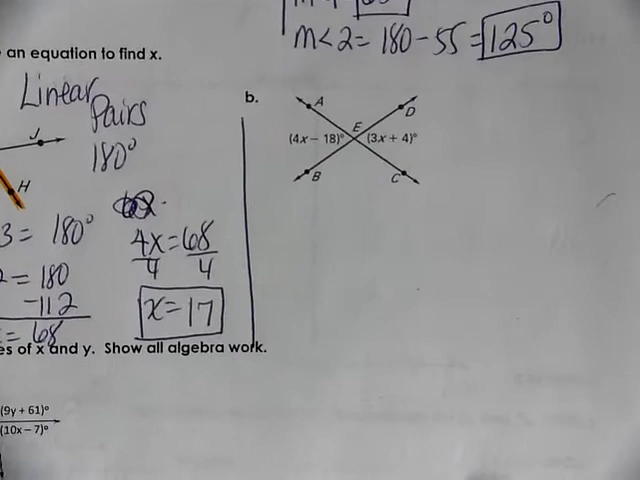 m<2 = 180 - 55 = 125°
an equation to find x.
Linear
Pairs
180°
J
H
3 = 180°
4x = 68
4 4
2 = 180
-112
= 68
x = 17
b.
A
D
E
(4x – 18)° (3x + 4)°
B
C
es of x and y. Show all algebra work.
(9y + 61)°
(10x – 7)°